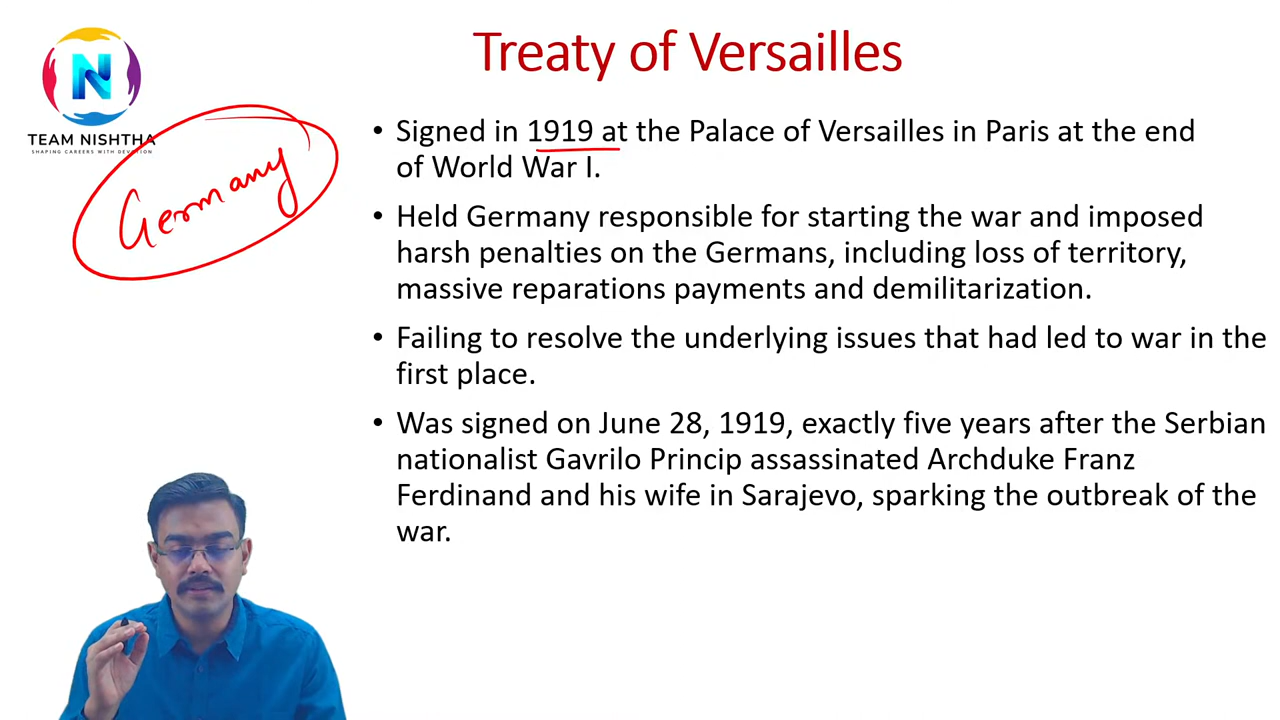 Treaty of Versailles
N
TEAM NISHTHA
SHAPING CAREERS WITH DEVOTION
Germany
• Signed in 1919 at the Palace of Versailles in Paris at the end
of World War I.
• Held Germany responsible for starting the war and imposed
harsh penalties on the Germans, including loss of territory,
massive reparations payments and demilitarization.
• Failing to resolve the underlying issues that had led to war in the
first place.
• Was signed on June 28, 1919, exactly five years after the Serbian
nationalist Gavrilo Princip assassinated Archduke Franz
Ferdinand and his wife in Sarajevo, sparking the outbreak of the
war.